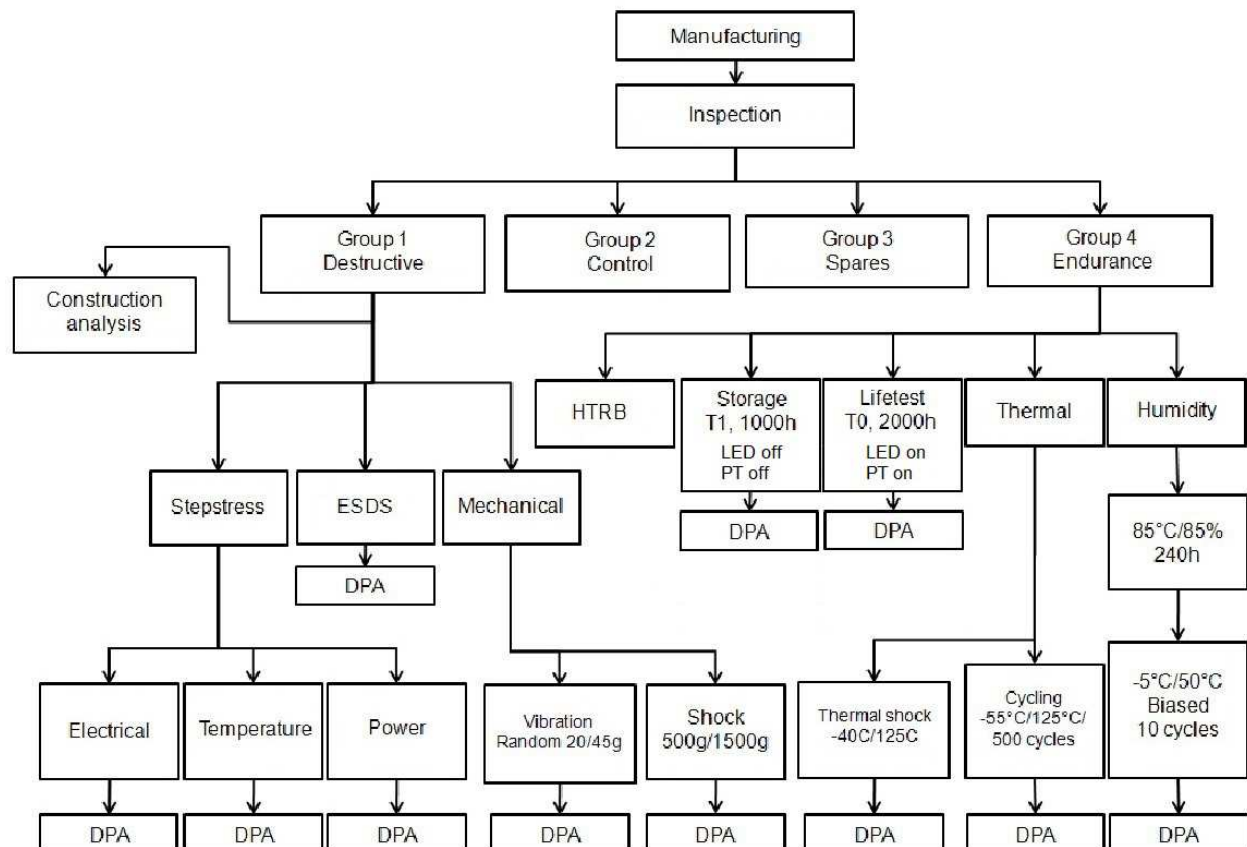 Manufacturing
Inspection
Group 1
Destructive
Group 2
Control
Group 3
Spares
Group 4
Endurance
Construction
analysis
HTRB
Storage
T1, 1000h
LED off
PT off
Lifetest
T0, 2000h
LED on
PT on
Thermal
Humidity
Stepstress
ESDS
Mechanical
DPA
DPA
85°C/85%
240h
DPA
Electrical
Temperature
Power
Vibration
Random 20/45g
Shock
500g/1500g
Thermal shock
-40C/125C
Cycling
-55°C/125°C/
500 cycles
-5°C/50°C
Biased
10 cycles
DPA
DPA
DPA
DPA
DPA
DPA
DPA
DPA